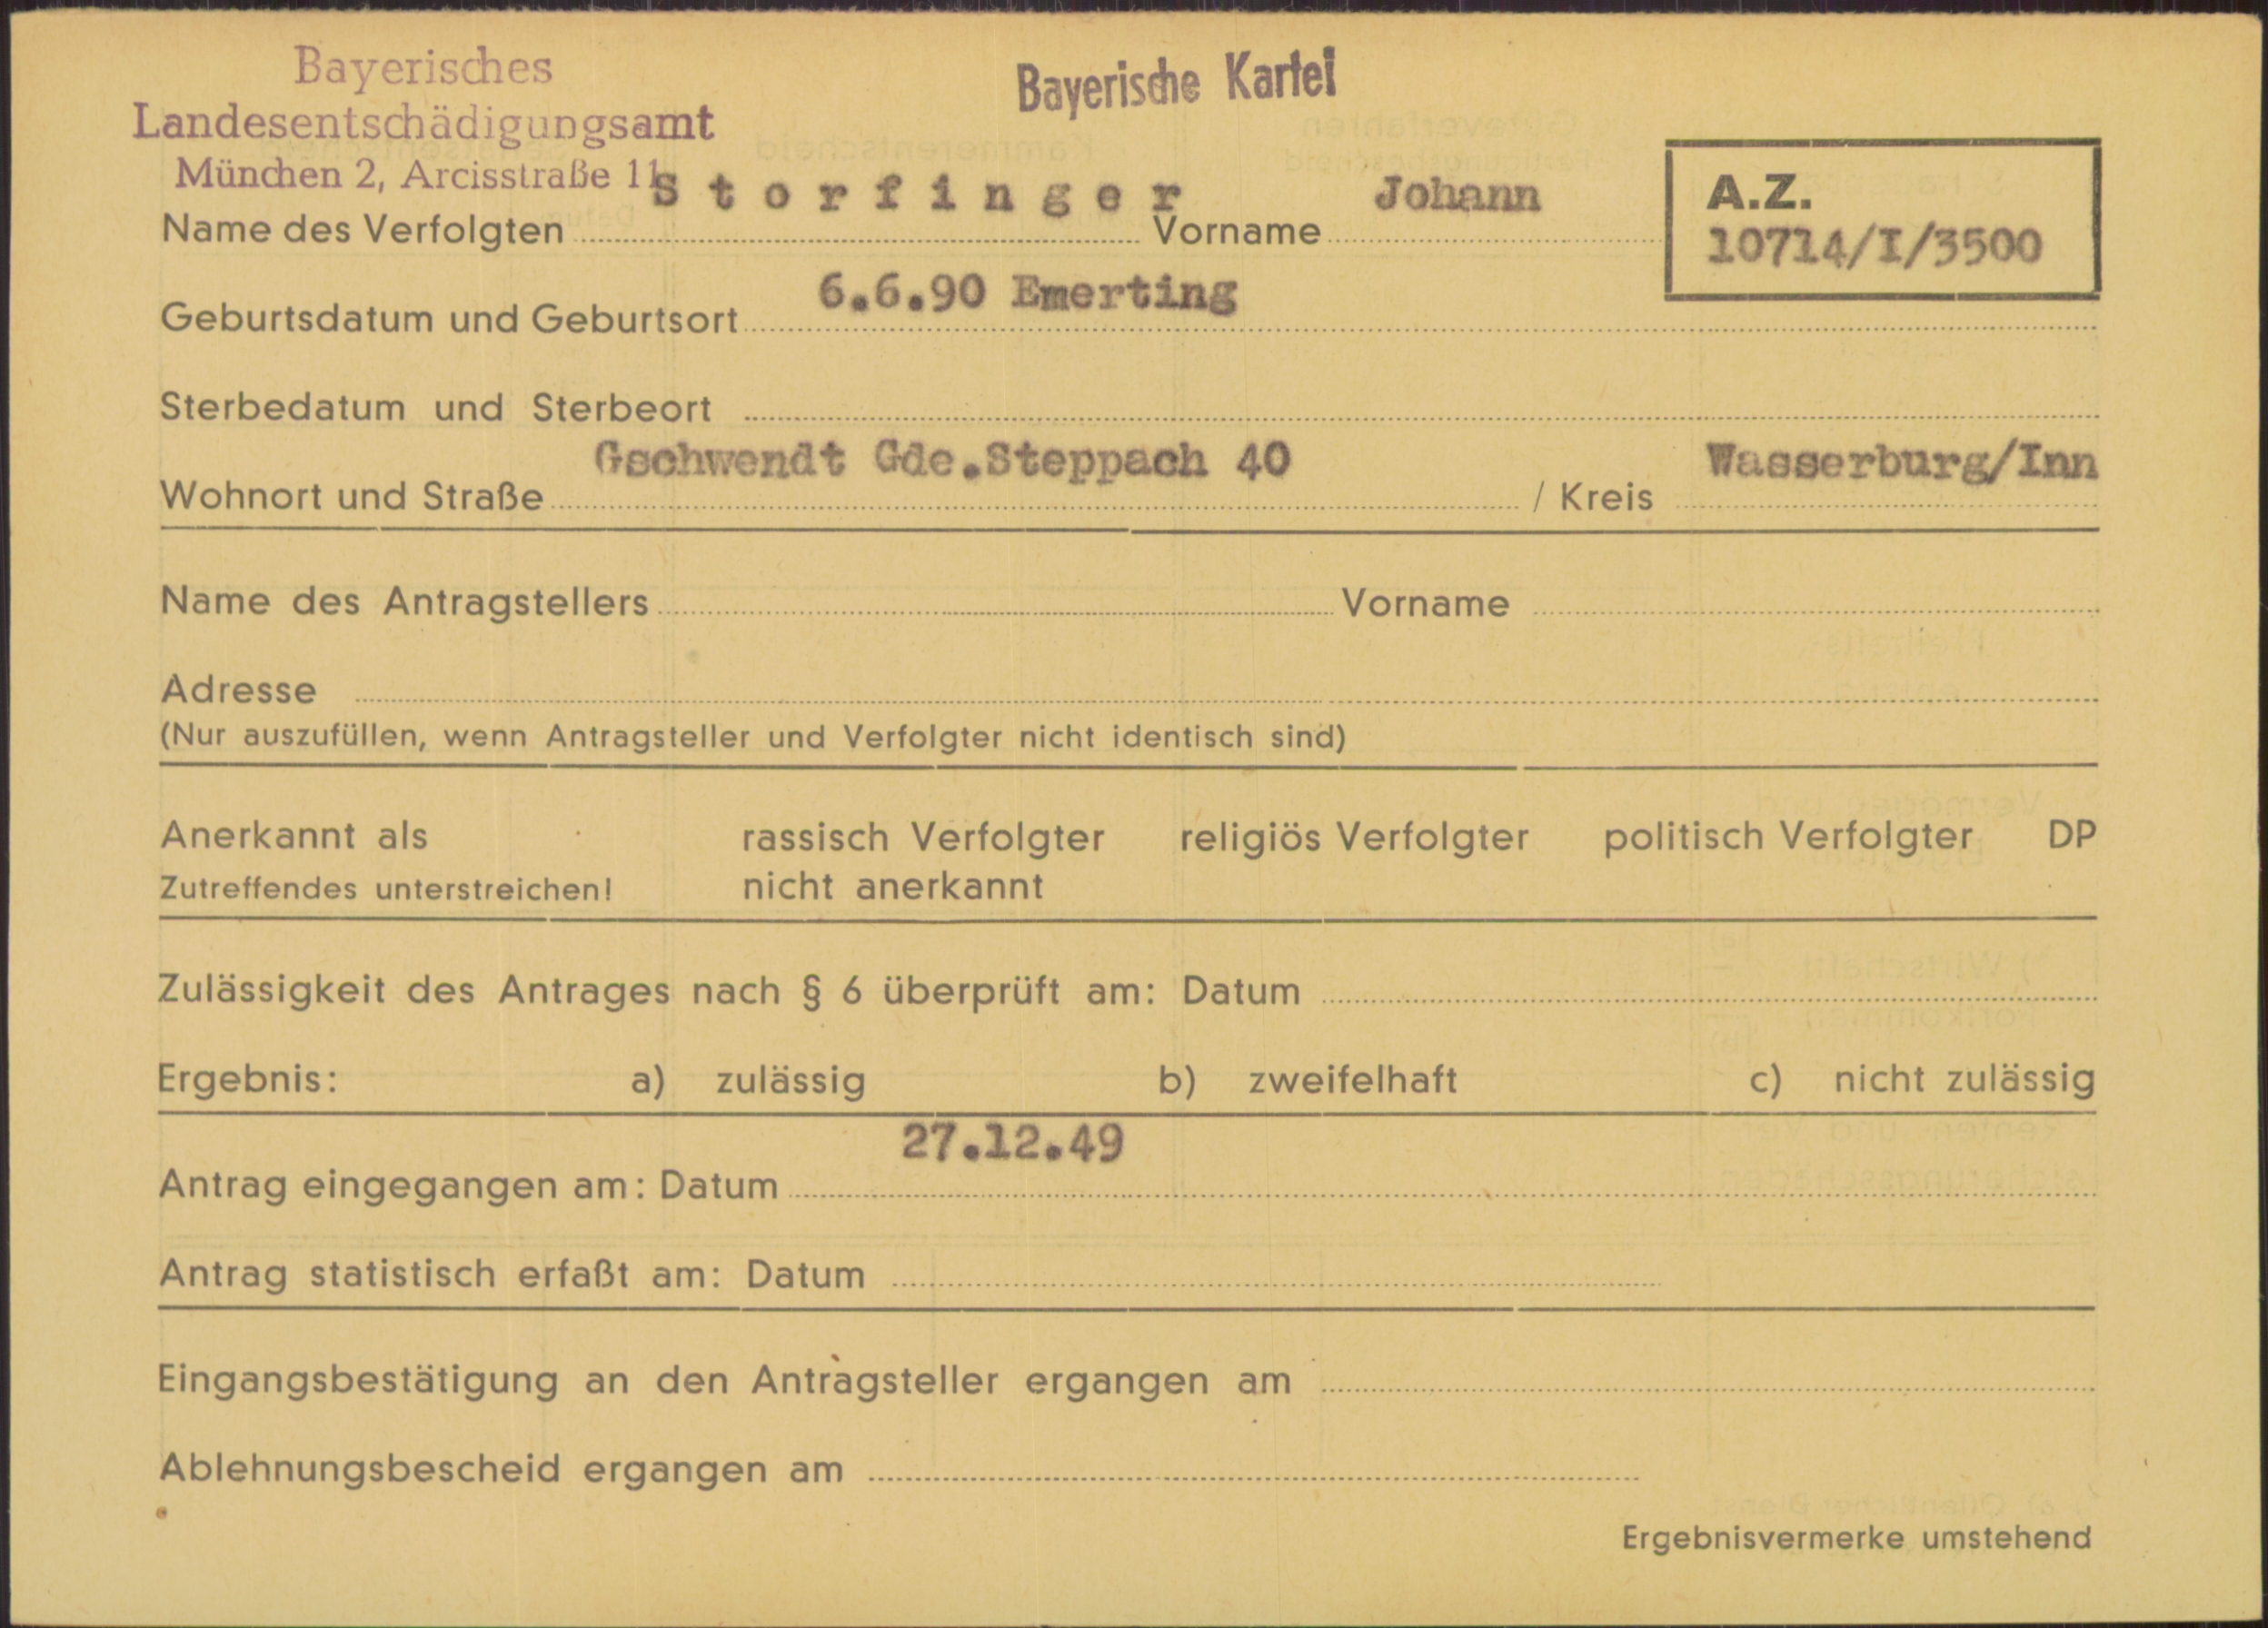 Bayerisches
Landesentschädigungsamt
München 2, Arcisstraße 11
Bayerische Kartei
A.Z.
10714/I/3500
Name des Verfolgten Storfinger Vorname Johann
Geburtsdatum und Geburtsort 6.6.90 Emerting
Sterbedatum und Sterbeort
Wohnort und Straße Gschwendt Gde.Steppach 40 / Kreis Wasserburg/Inn
Name des Antragstellers Vorname
Adresse
(Nur auszufüllen, wenn Antragsteller und Verfolgter nicht identisch sind)
Anerkannt als rassisch Verfolgter religiös Verfolgter politisch Verfolgter DP
Zutreffendes unterstreichen! nicht anerkannt
Zulässigkeit des Antrages nach § 6 überprüft am: Datum
Ergebnis: a) zulässig b) zweifelhaft c) nicht zulässig
Antrag eingegangen am: Datum 27.12.49
Antrag statistisch erfaßt am: Datum
Eingangsbestätigung an den Antragsteller ergangen am
Ablehnungsbescheid ergangen am
Ergebnisvermerke umstehend